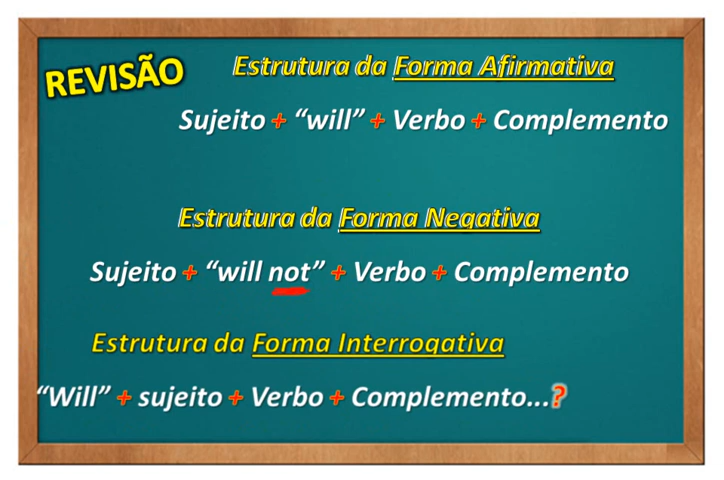 REVISÃO
Estrutura da Forma Afirmativa
Sujeito + “will” + Verbo + Complemento
Estrutura da Forma Negativa
Sujeito + “will not” + Verbo + Complemento
Estrutura da Forma Interrogativa
“Will” + sujeito + Verbo + Complemento...?